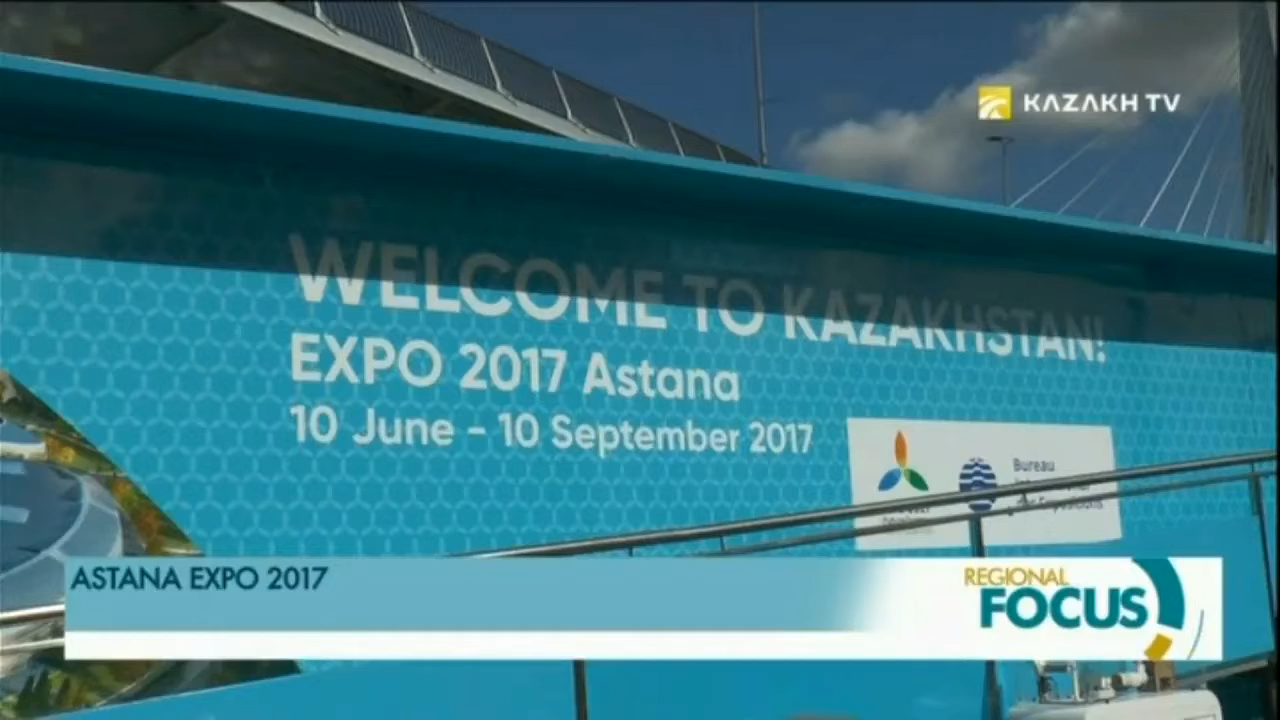 KAZAKH TV
WELCOME TO KAZAKHSTAN!
EXPO 2017 Astana
10 June - 10 September 2017
Bureau
ASTANA EXPO 2017
REGIONAL
FOCUS